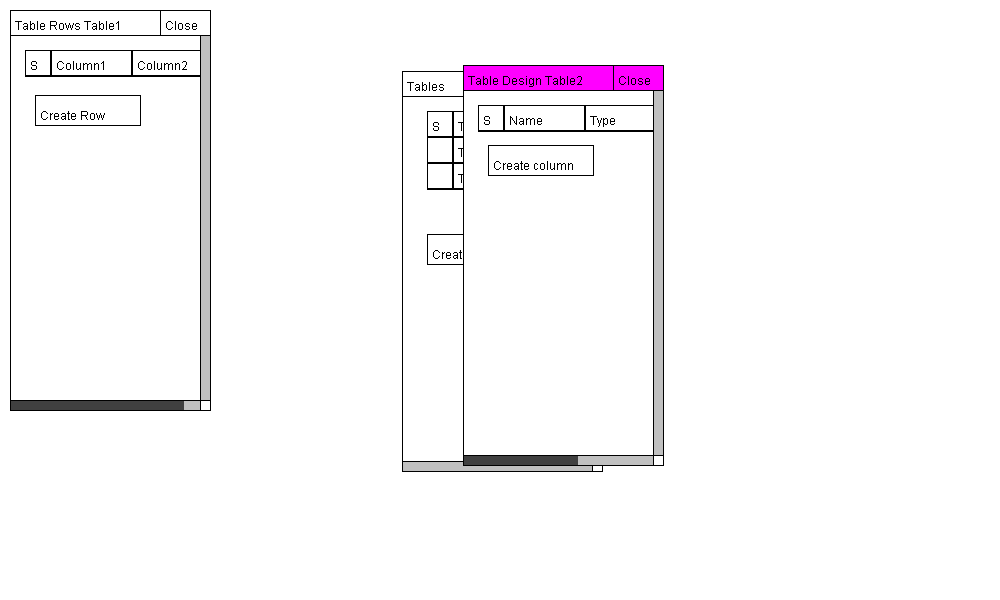 Table Rows Table1 Close
S Column1 Column2
Create Row
Tables
S T
T
T
Creat
Table Design Table2 Close
S Name Type
Create column